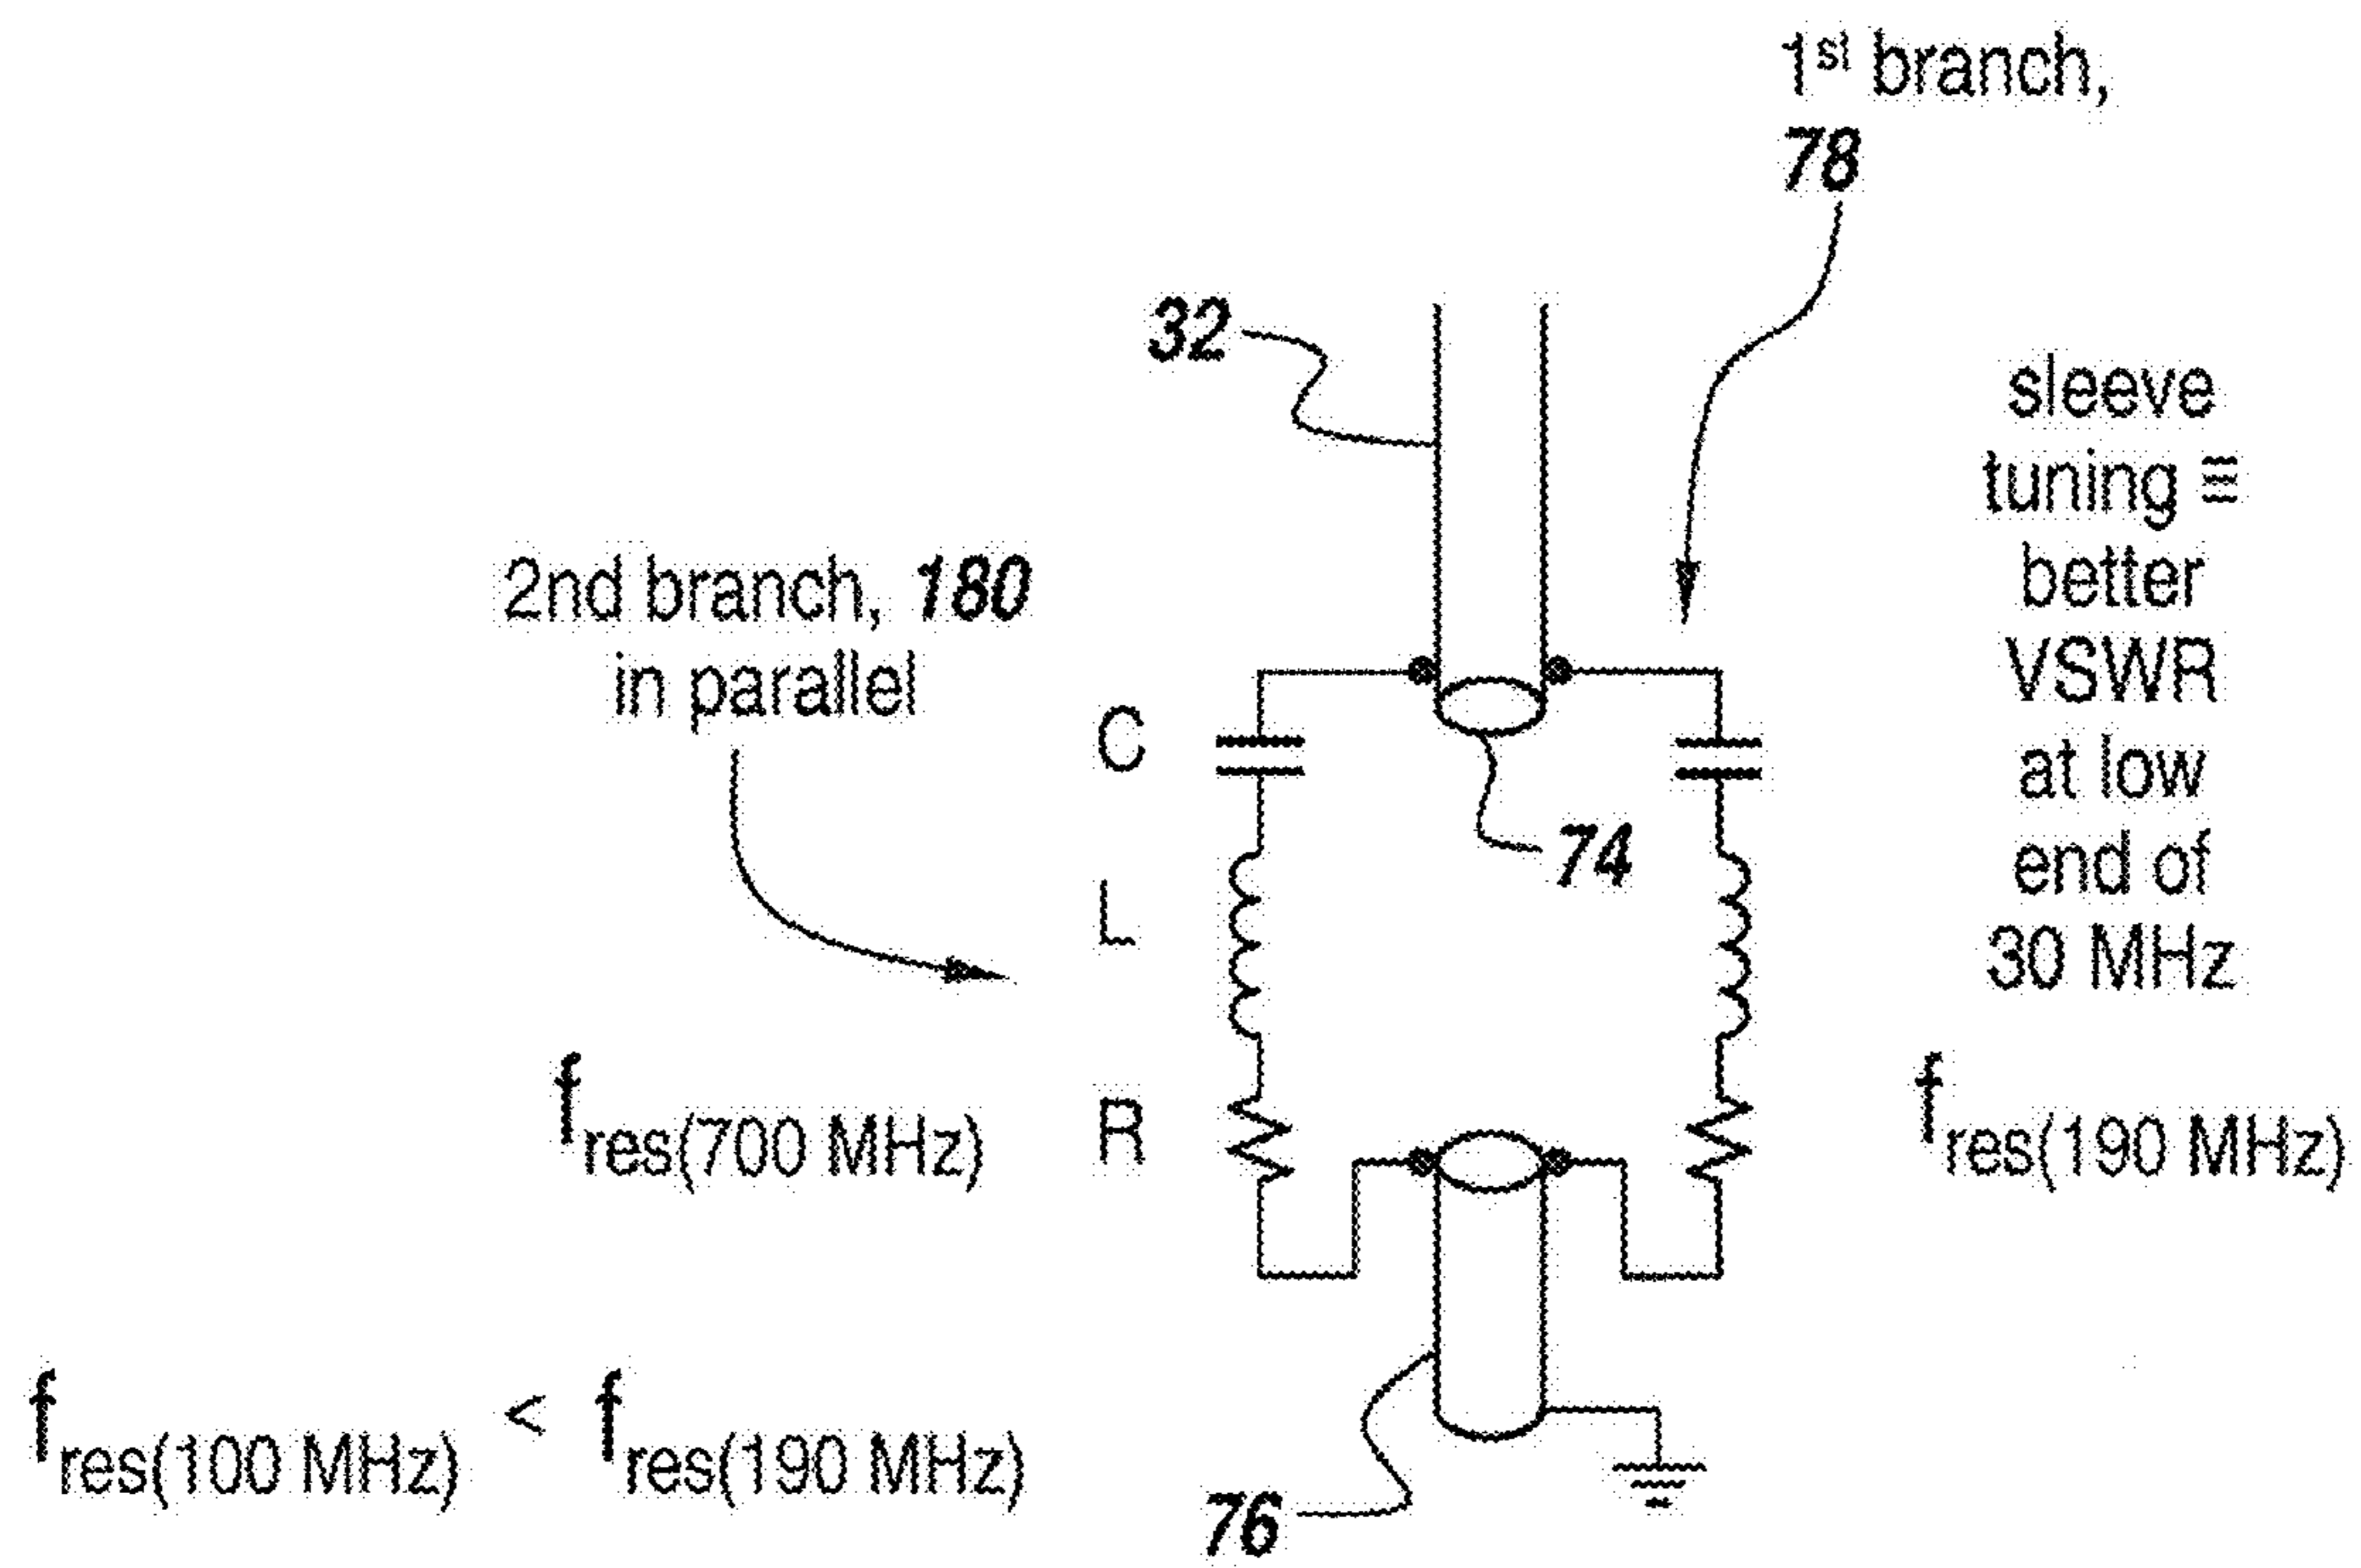 1st branch,
78
32
sleeve
tuning ≡
better
VSWR
at low
end of
30 MHz
2nd branch, 180
in parallel
C
74
L
R
fres(700 MHz)
fres(190 MHz)
fres(100 MHz) < fres(190 MHz)
76